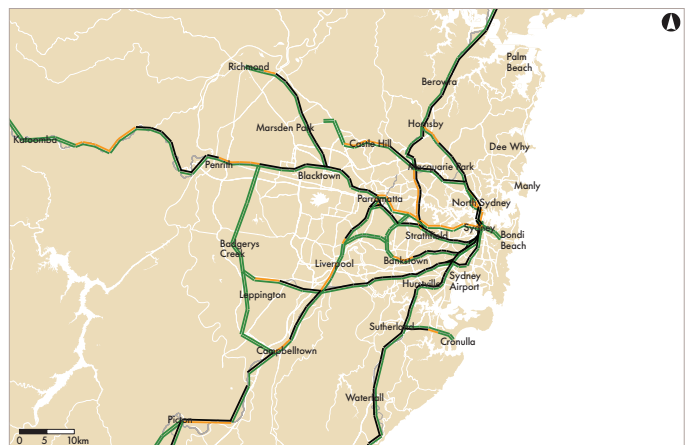 Palm
Beach
Richmond
Berowra
Hornsby
Marsden Park
Katoomba
Castle Hill
Dee Why
Penrith
Macquarie Park
Blacktown
Manly
Parramatta
North Sydney
Sydney
Strathfield
Bondi
Beach
Badgerys
Creek
Liverpool
Bankstown
Sydney
Airport
Hurstville
Leppington
Sutherland
Cronulla
Campbelltown
Waterfall
Picton
0 5 10km